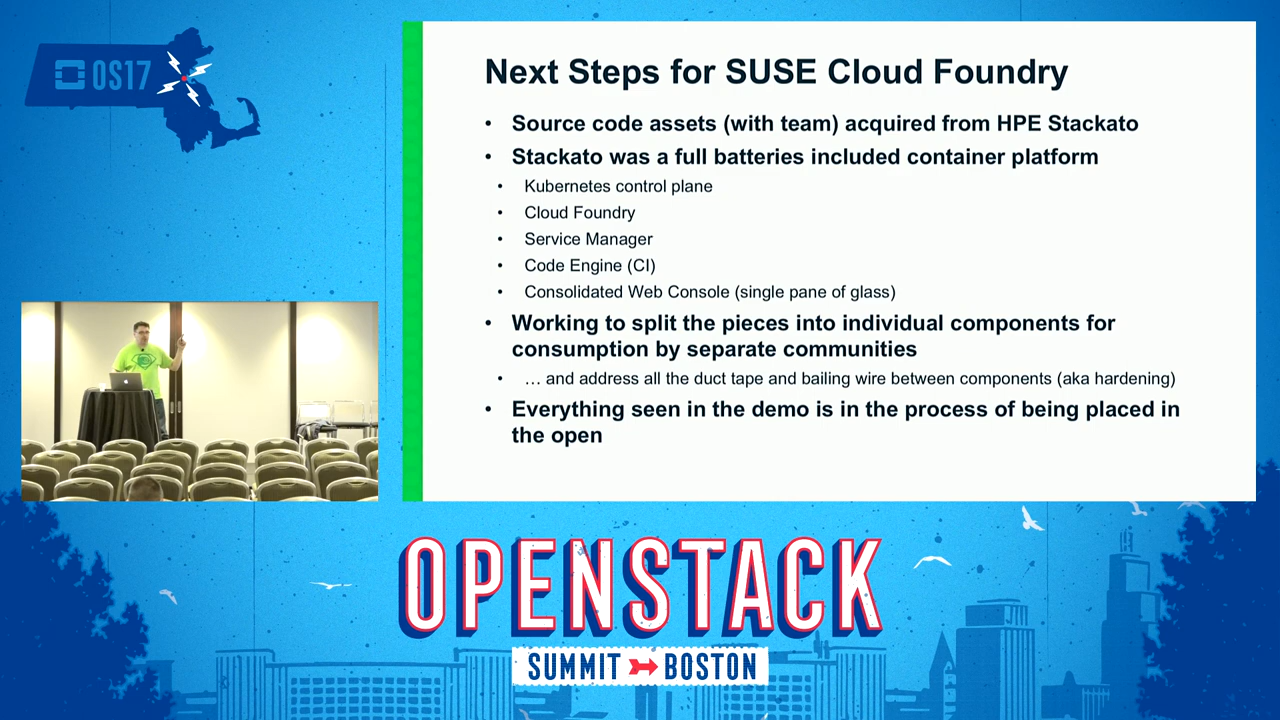 OS17
Next Steps for SUSE Cloud Foundry
• Source code assets (with team) acquired from HPE Stackato
• Stackato was a full batteries included container platform
• Kubernetes control plane
• Cloud Foundry
• Service Manager
• Code Engine (CI)
• Consolidated Web Console (single pane of glass)
• Working to split the pieces into individual components for
consumption by separate communities
• … and address all the duct tape and bailing wire between components (aka hardening)
• Everything seen in the demo is in the process of being placed in
the open
OPENSTACK
SUMMIT BOSTON